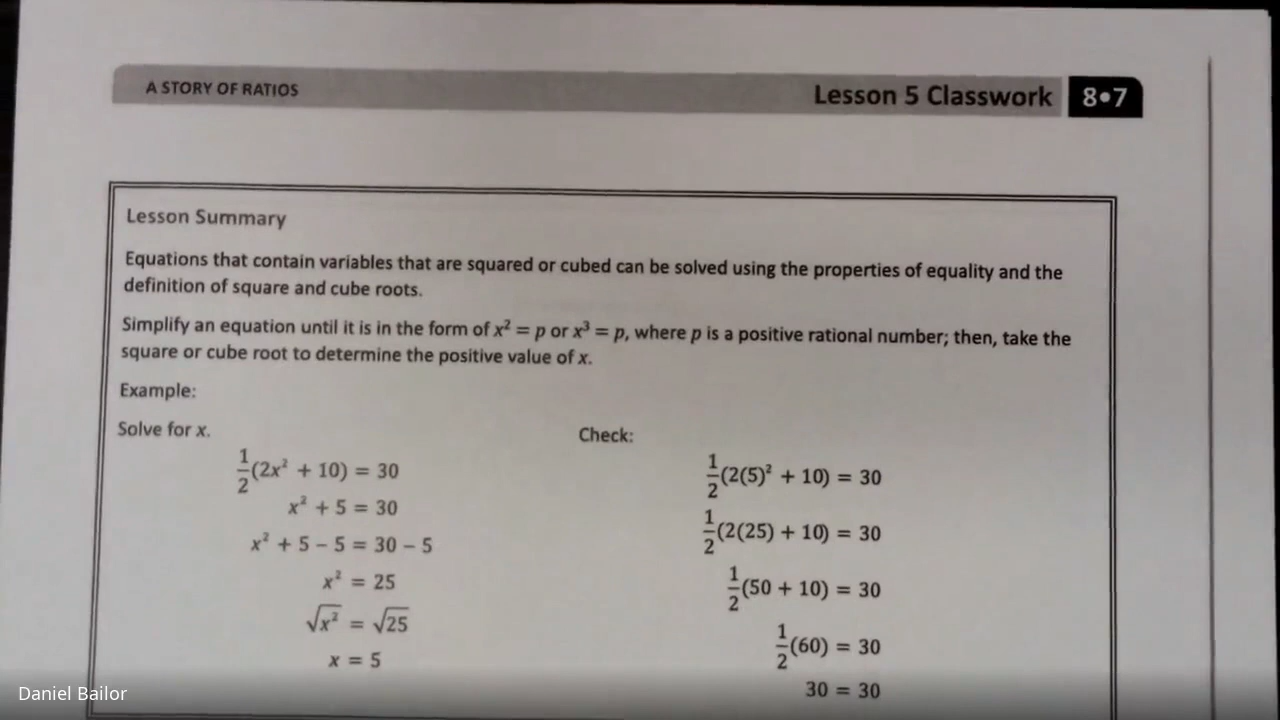 A STORY OF RATIOS
Lesson 5 Classwork
8•7
Lesson Summary
Equations that contain variables that are squared or cubed can be solved using the properties of equality and the
definition of square and cube roots.
Simplify an equation until it is in the form of x² = p or x³ = p, where p is a positive rational number; then, take the
square or cube root to determine the positive value of x.
Example:
Solve for x.
1/2(2x² + 10) = 30
x² + 5 = 30
x² + 5 − 5 = 30 − 5
x² = 25
√x² = √25
x = 5
Check:
1/2(2(5)² + 10) = 30
1/2(2(25) + 10) = 30
1/2(50 + 10) = 30
1/2(60) = 30
30 = 30
Daniel Bailor